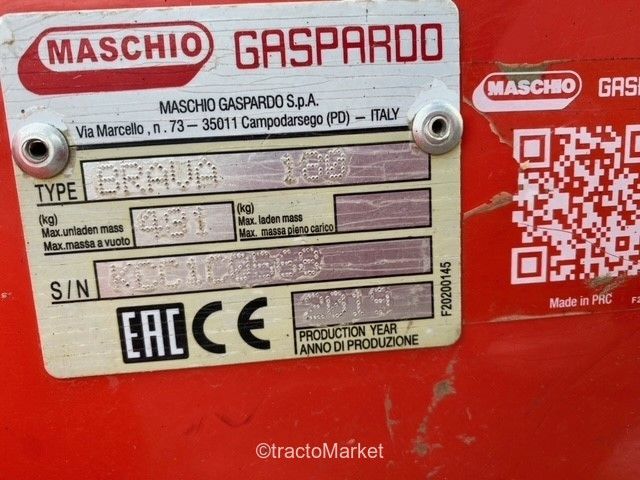 MASCHIO GASPARDO
MASCHIO GASPARDO S.p.A.
Via Marcello , n . 73 – 35011 Campodarsego (PD) – ITALY
TYPE BRAVA 180
(kg)
Max.unladen mass
Max.massa a vuoto
(kg)
Max. laden mass
Max. massa pieno carico
S/N
PRODUCTION YEAR
ANNO DI PRODUZIONE
F20200145
EAC CE
MASCHIO GASP
Made in PRC F2
©tractoMarket